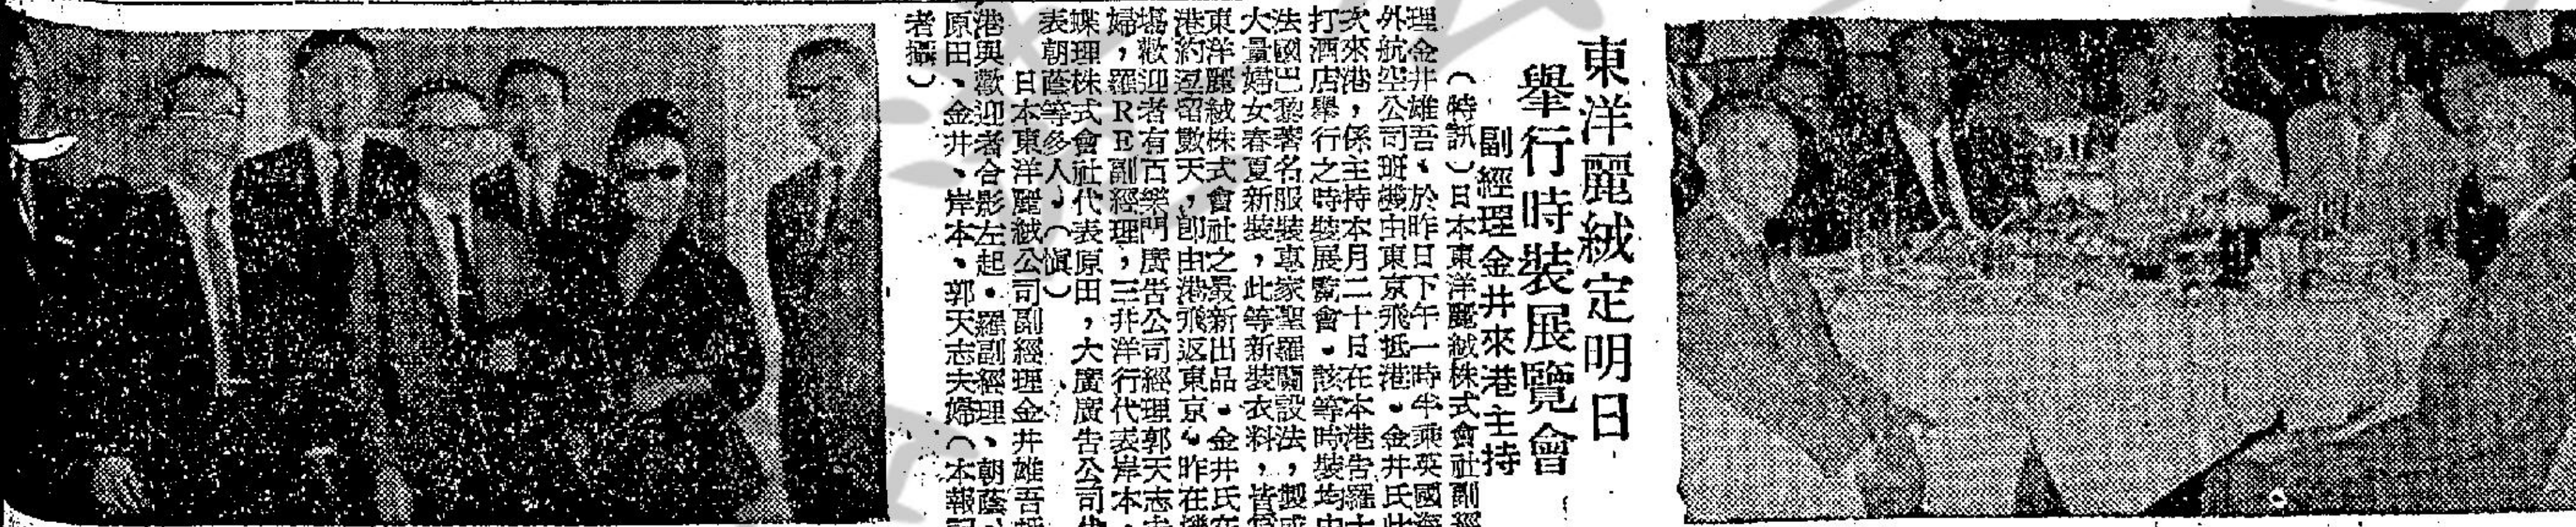 東洋麗絨定明日
舉行時裝展覽會
副經理金井來港主持
（特訊）日本東洋麗絨株式會社副經
理金井雄吾、於昨日下午一時半乘英國海
外航空公司班機由東京飛抵港。金井氏此
次來港，係主持本月二十日在本港告羅士
打酒店舉行之時裝展覽會。該等時裝均由
法國巴黎著名服裝專家聖羅蘭設法，製成
大量婦女春夏新裝，此等新裝衣料，皆為
東洋麗絨株式會社之最新出品。金井氏在
港約逗留數天，即由港飛返東京。昨在機
塲歡迎者有百樂門廣告公司經理郭天志夫
婦，羅RE副經理，三井洋行代表岸本，
蝶理株式會社代表原田，大廣廣告公司代
表朝蔭等多人。（愼）
日本東洋麗絨公司副經理金井雄吾抵
港與歡迎者合影左起。羅副經理、朝蔭、
原田、金井、岸本、郭天志夫婦（本報記
者攝）